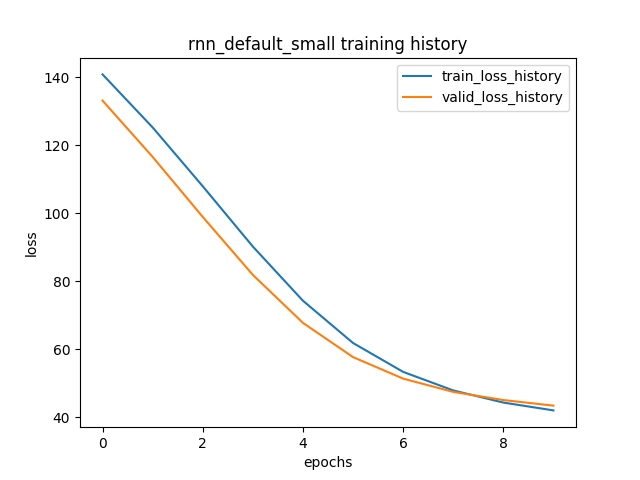 rnn_default_small training history
train_loss_history
valid_loss_history
loss
140
120
100
80
60
40
0 2 4 6 8
epochs